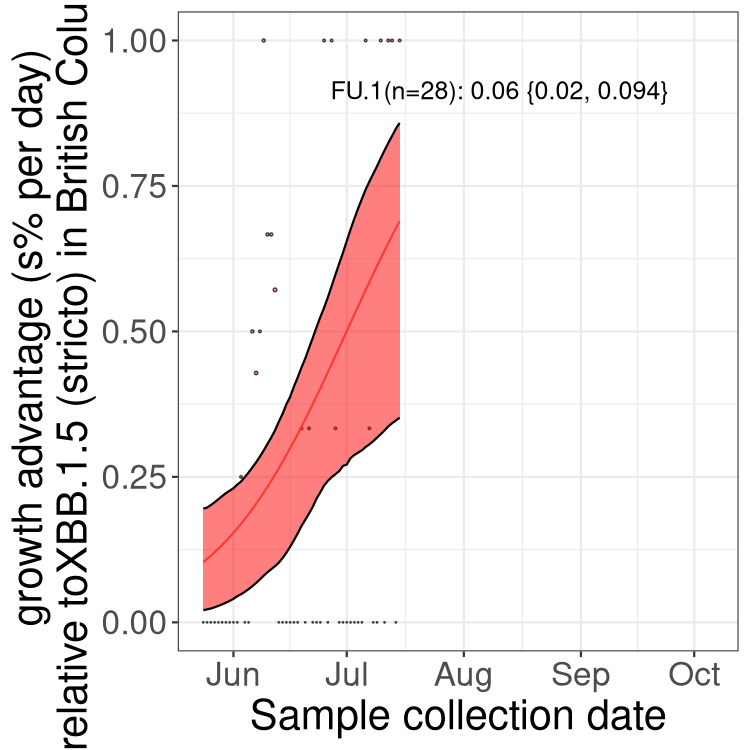 growth advantage (s% per day)
relative toXBB.1.5 (stricto) in British Colu
1.00
0.75
0.50
0.25
0.00
FU.1(n=28): 0.06 {0.02, 0.094}
Jun Jul Aug Sep Oct
Sample collection date